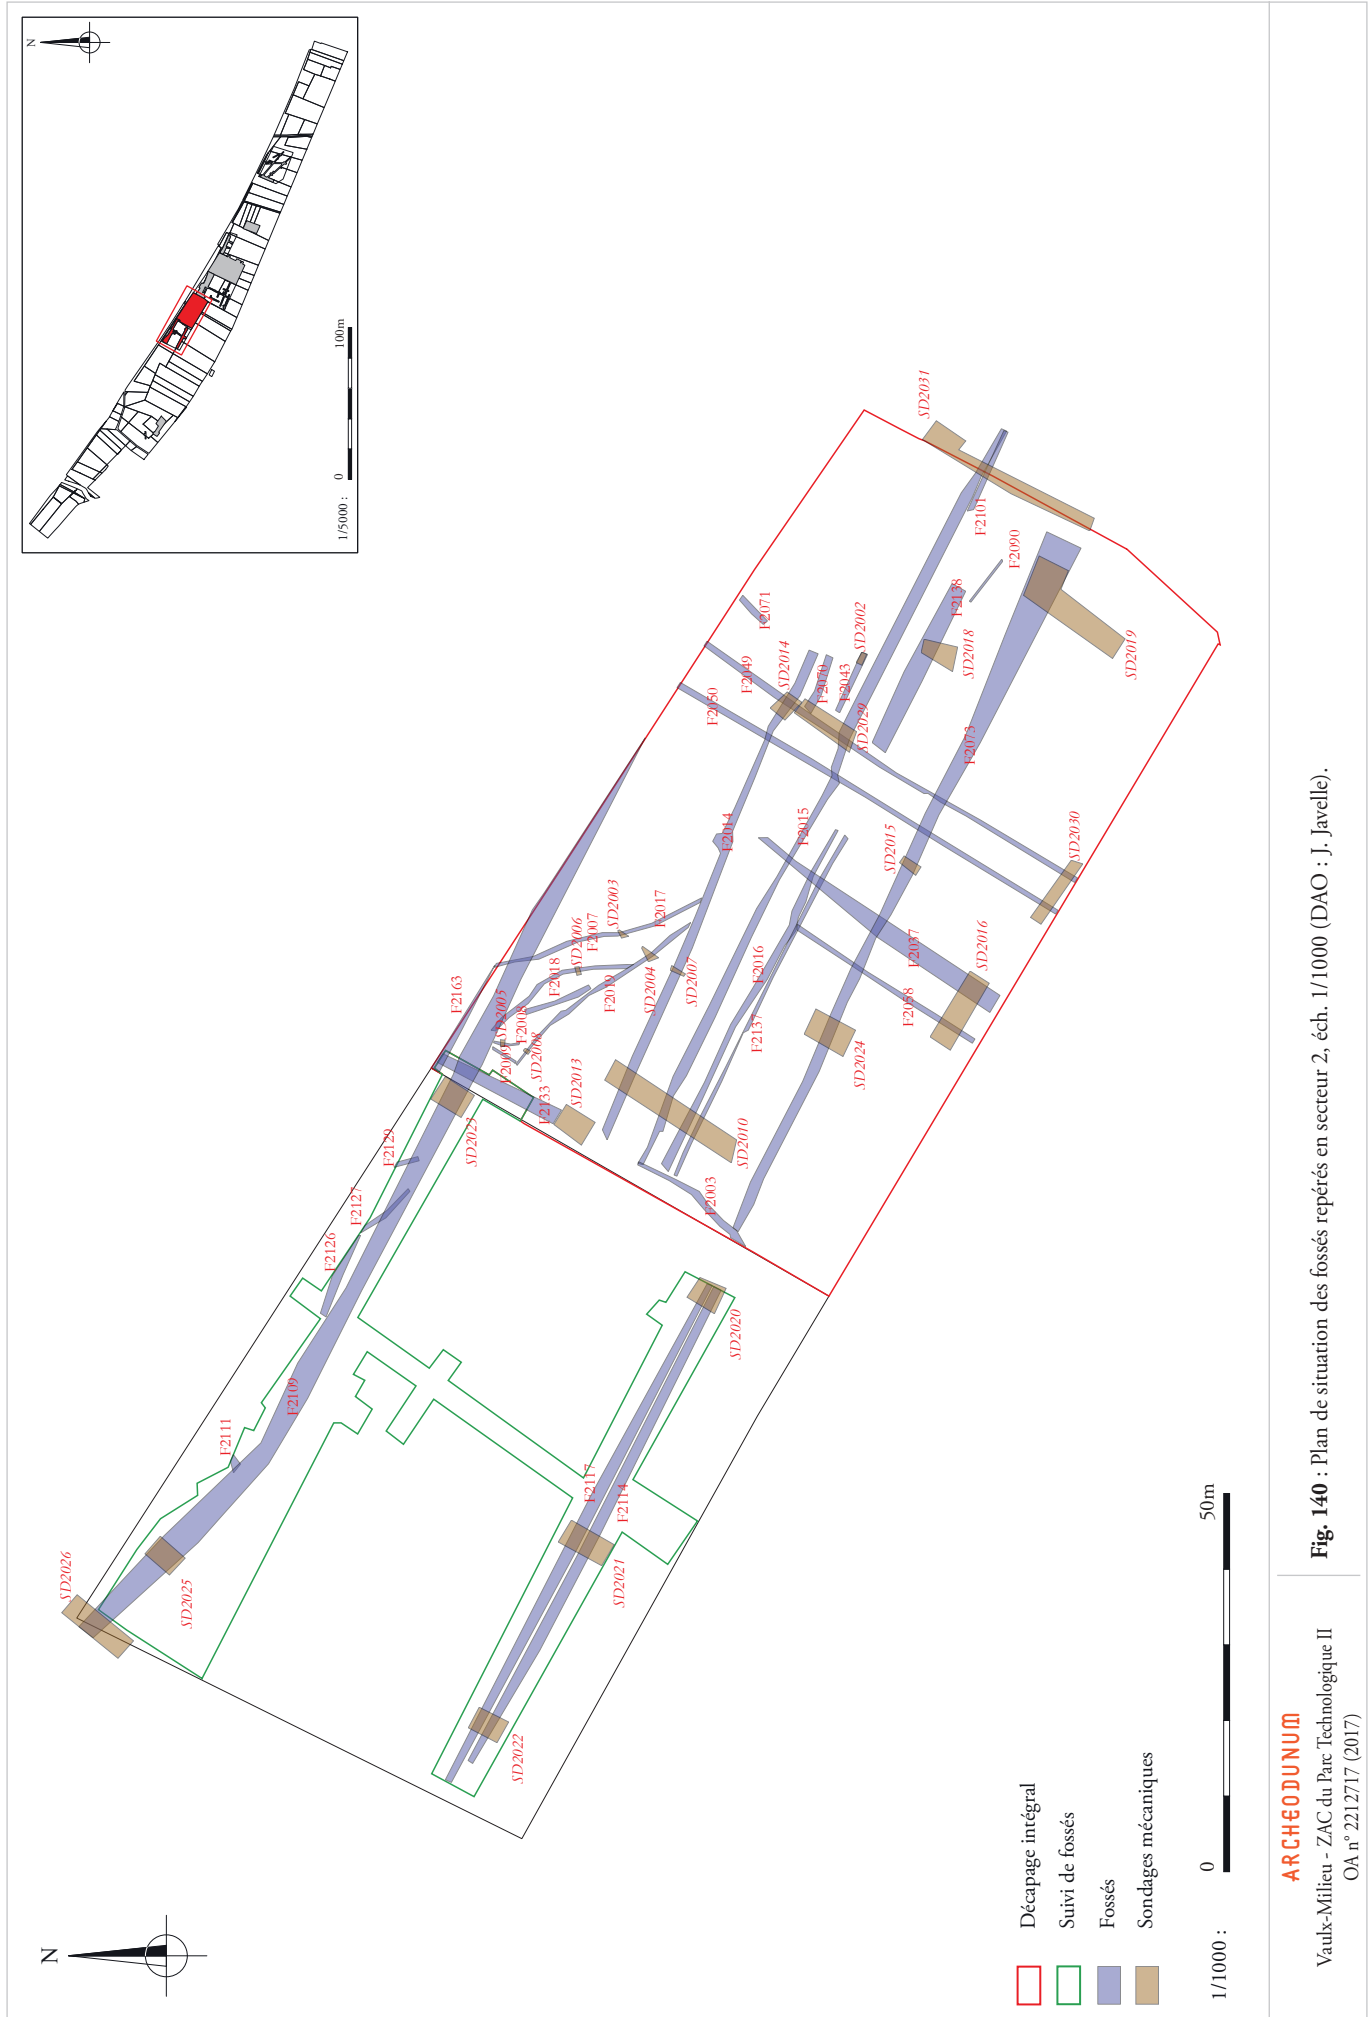 N
1/5000 :
0
100m
N
SD2026
SD2025
F2111
F2109
F2126
F2127
F2129
SD2023
F2163
F2133
SD2013
F2009
SD2005
F2008
SD2008
F2018
SD2006
F2007
SD2003
F2017
F2019
SD2004
SD2007
F2014
F2015
F2016
F2137
SD2010
F2003
SD2024
F2058
F2037
SD2016
SD2015
SD2030
F2050
F2049
F2071
SD2014
F2070
F2043
SD2002
SD2029
F2073
SD2018
F2138
F2090
F2101
SD2031
SD2019
SD2020
F2117
F2114
SD2021
SD2022
Décapage intégral
Suivi de fossés
Fossés
Sondages mécaniques
1/1000 :
0
50m
ARCHEODUNUM
Vaulx-Milieu - ZAC du Parc Technologique II
OA n° 2212717 (2017)
Fig. 140 : Plan de situation des fossés repérés en secteur 2, éch. 1/1000 (DAO : J. Javelle).